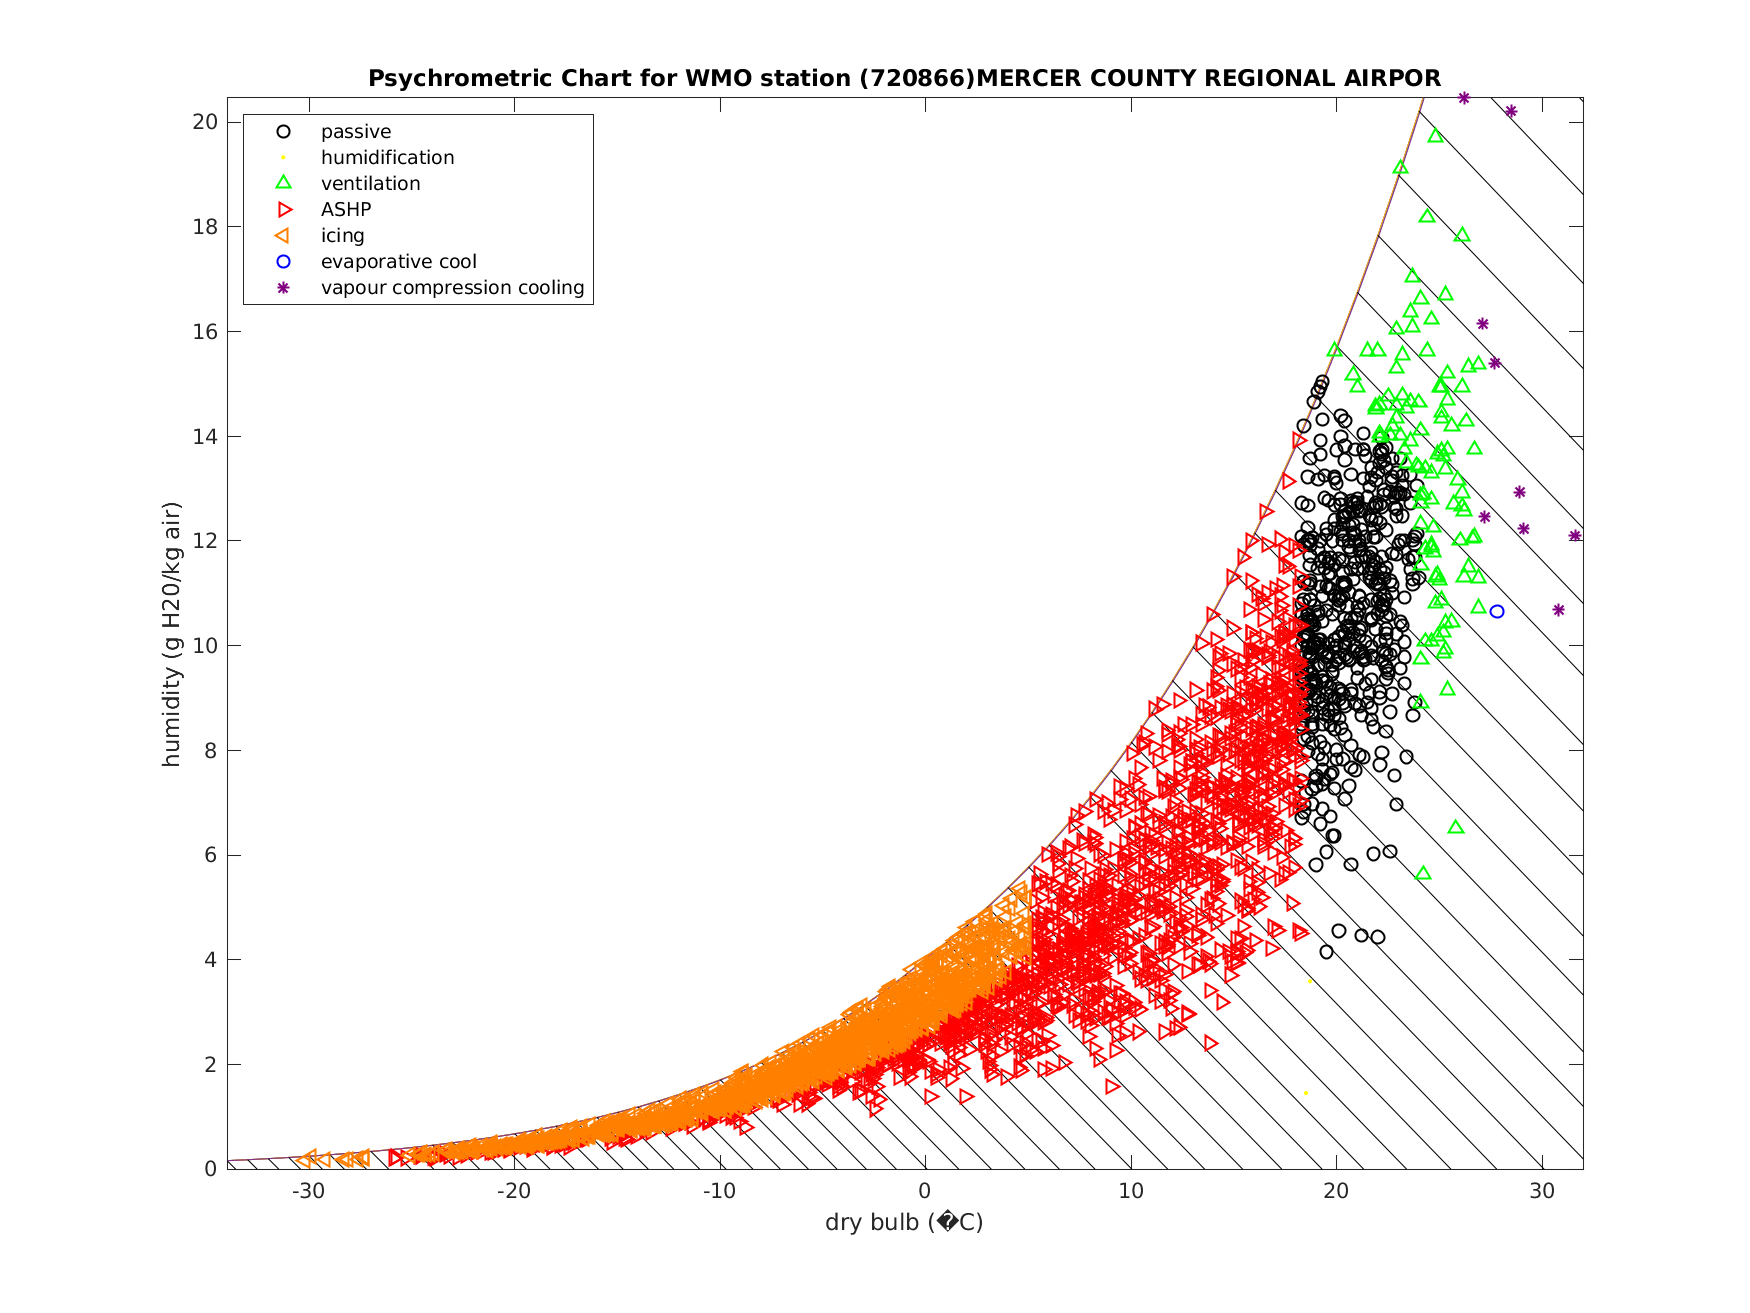 Psychrometric Chart for WMO station (720866)MERCER COUNTY REGIONAL AIRPOR
passive
humidification
ventilation
ASHP
icing
evaporative cool
vapour compression cooling
20
18
16
14
12
10
8
6
4
2
0
humidity (g H20/kg air)
-30 -20 -10 0 10 20 30
dry bulb (�C)